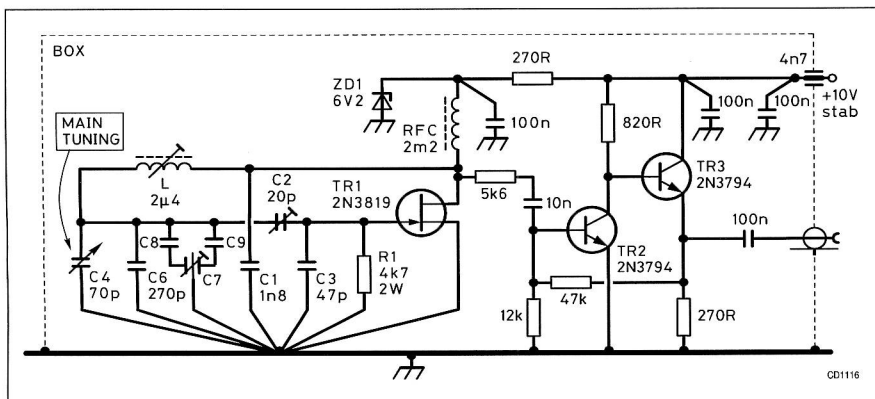 BOX
MAIN
TUNING
L
2μ4
ZD1
6V2
RFC
2m2
100n
270R
820R
4n7
+10V
stab
100n
100n
TR3
2N3794
C2
20p
TR1
2N3819
5k6
10n
TR2
2N3794
100n
C8
C9
C7
C4
70p
C6
270p
C1
1n8
C3
47p
R1
4k7
2W
47k
12k
270R
CD1116